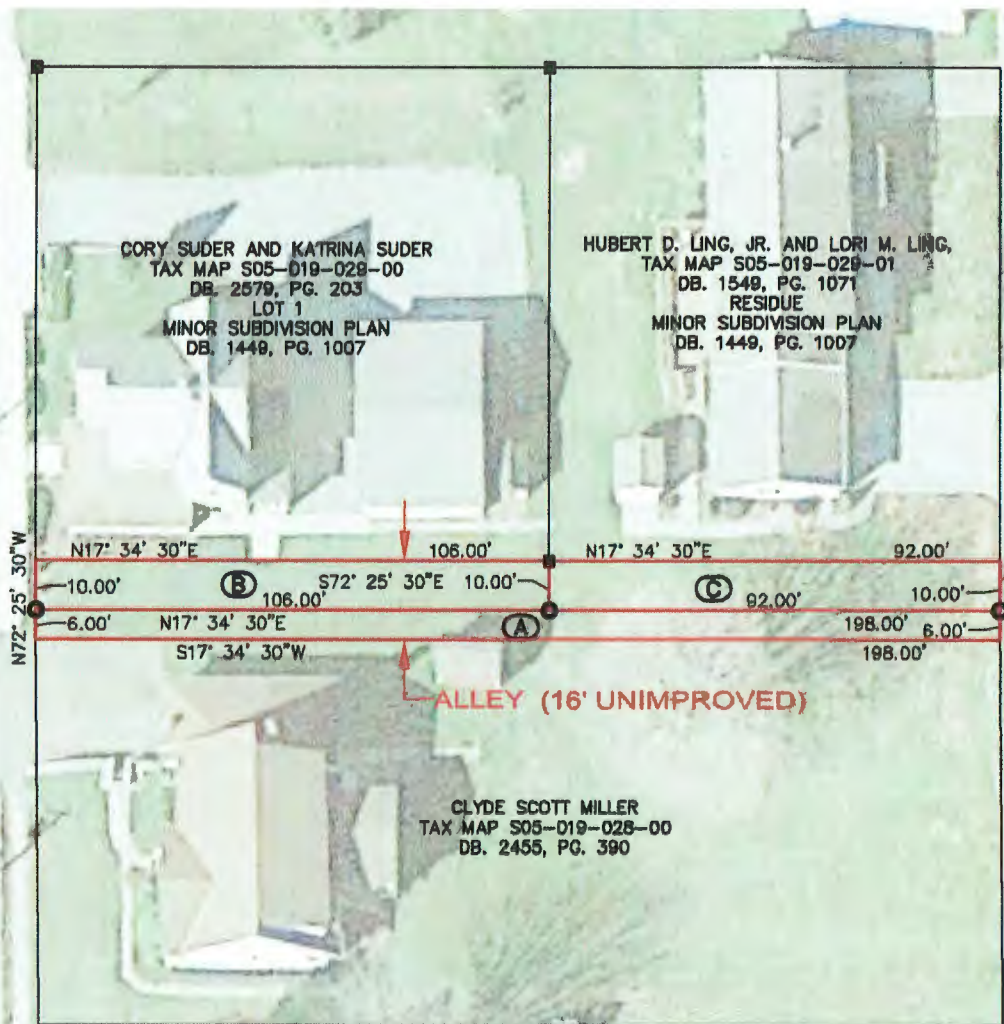 CORY SUDER AND KATRINA SUDER
TAX MAP S05-019-029-00
DB. 2579, PG. 203
LOT 1
MINOR SUBDIVISION PLAN
DB. 1449, PG. 1007
HUBERT D. LING, JR. AND LORI M. LING,
TAX MAP S05-019-029-01
DB. 1549, PG. 1071
RESIDUE
MINOR SUBDIVISION PLAN
DB. 1449, PG. 1007
N72° 25' 30"W
N17° 34' 30"E
106.00'
N17° 34' 30"E
92.00'
10.00'
B
S72° 25' 30"E
10.00'
C
10.00'
106.00'
92.00'
6.00'
N17° 34' 30"E
A
198.00'
6.00'
S17° 34' 30"W
198.00'
ALLEY (16' UNIMPROVED)
CLYDE SCOTT MILLER
TAX MAP S05-019-028-00
DB. 2455, PG. 390